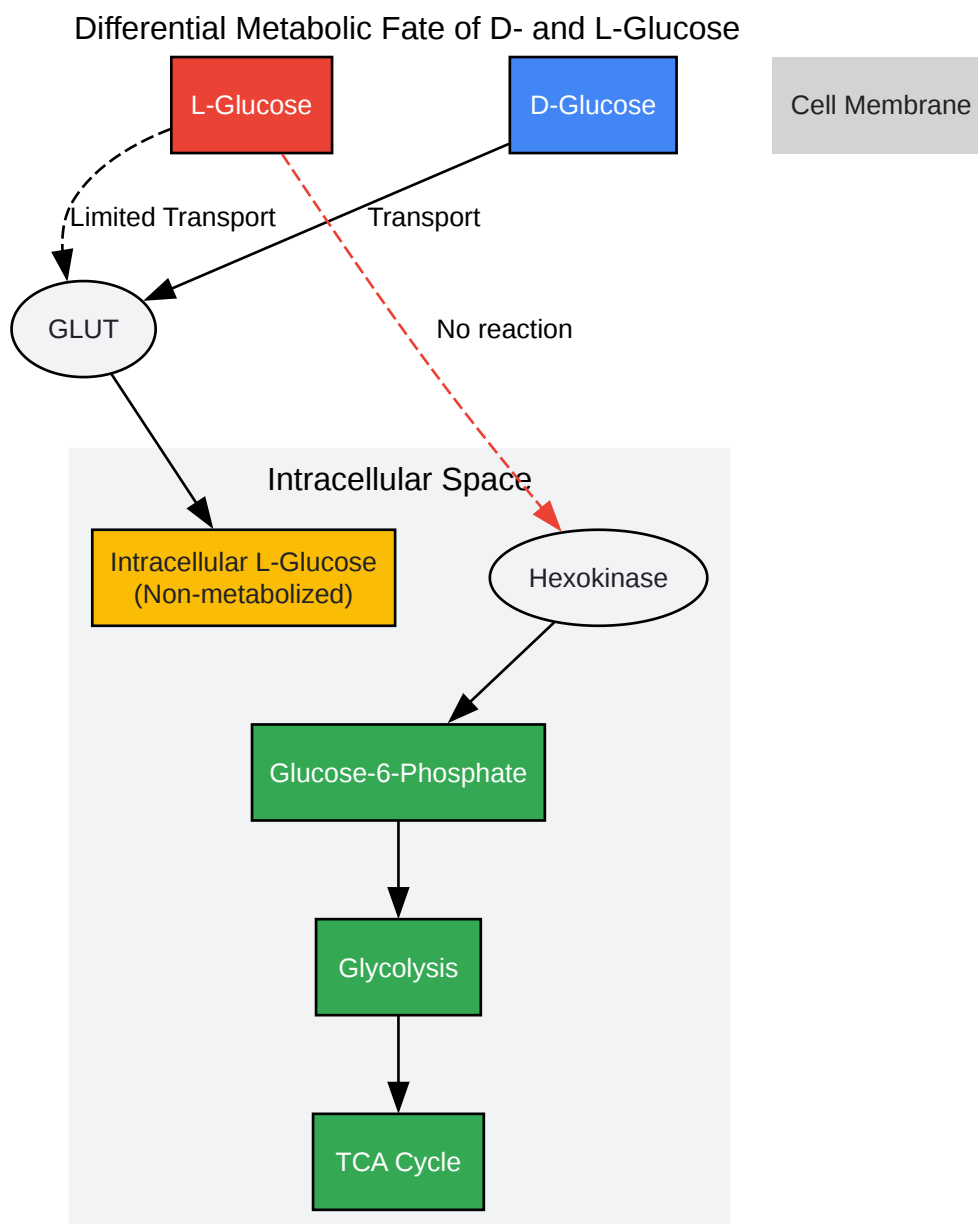 Differential Metabolic Fate of D- and L-Glucose
L-Glucose
D-Glucose
Cell Membrane
Limited Transport
Transport
GLUT
No reaction
Intracellular Space
Intracellular L-Glucose
(Non-metabolized)
Hexokinase
Glucose-6-Phosphate
Glycolysis
TCA Cycle